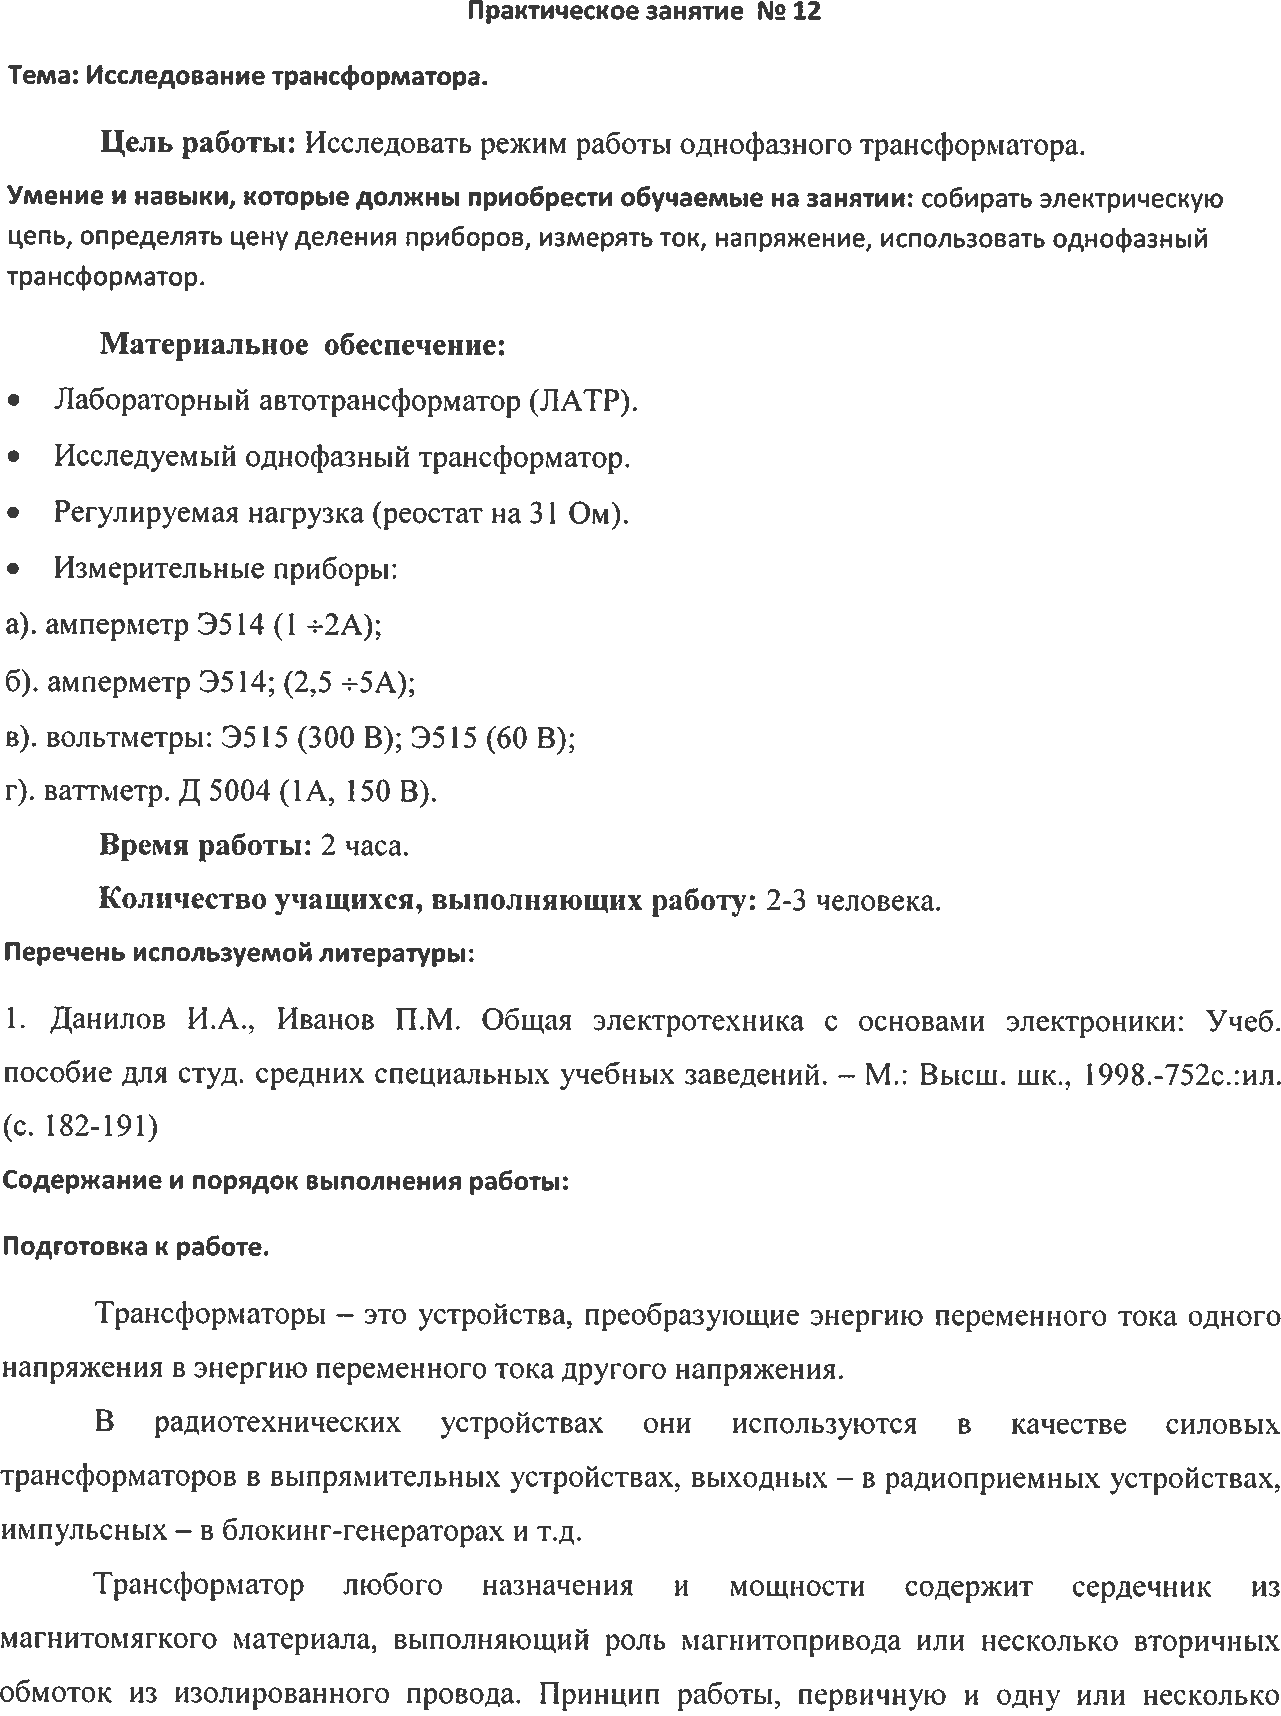 Практическое занятие № 12
Тема: Исследование трансформатора.
Цель работы: Исследовать режим работы однофазного трансформатора.
Умение и навыки, которые должны приобрести обучаемые на занятии: собирать электрическую
цепь, определять цену деления приборов, измерять ток, напряжение, использовать однофазный
трансформатор.
Материальное обеспечение:
• Лабораторный автотрансформатор (ЛАТР).
• Исследуемый однофазный трансформатор.
• Регулируемая нагрузка (реостат на 31 Ом).
• Измерительные приборы:
а). амперметр Э514 (1 ÷2А);
б). амперметр Э514; (2,5 ÷5А);
в). вольтметры: Э515 (300 В); Э515 (60 В);
г). ваттметр. Д 5004 (1А, 150 В).
Время работы: 2 часа.
Количество учащихся, выполняющих работу: 2-3 человека.
Перечень используемой литературы:
1. Данилов И.А., Иванов П.М. Общая электротехника с основами электроники: Учеб.
пособие для студ. средних специальных учебных заведений. – М.: Высш. шк., 1998.-752с.:ил.
(с. 182-191)
Содержание и порядок выполнения работы:
Подготовка к работе.
Трансформаторы – это устройства, преобразующие энергию переменного тока одного
напряжения в энергию переменного тока другого напряжения.
В радиотехнических устройствах они используются в качестве силовых
трансформаторов в выпрямительных устройствах, выходных – в радиоприемных устройствах,
импульсных – в блокинг-генераторах и т.д.
Трансформатор любого назначения и мощности содержит сердечник из
магнитомягкого материала, выполняющий роль магнитопривода или несколько вторичных
обмоток из изолированного провода. Принцип работы, первичную и одну или несколько